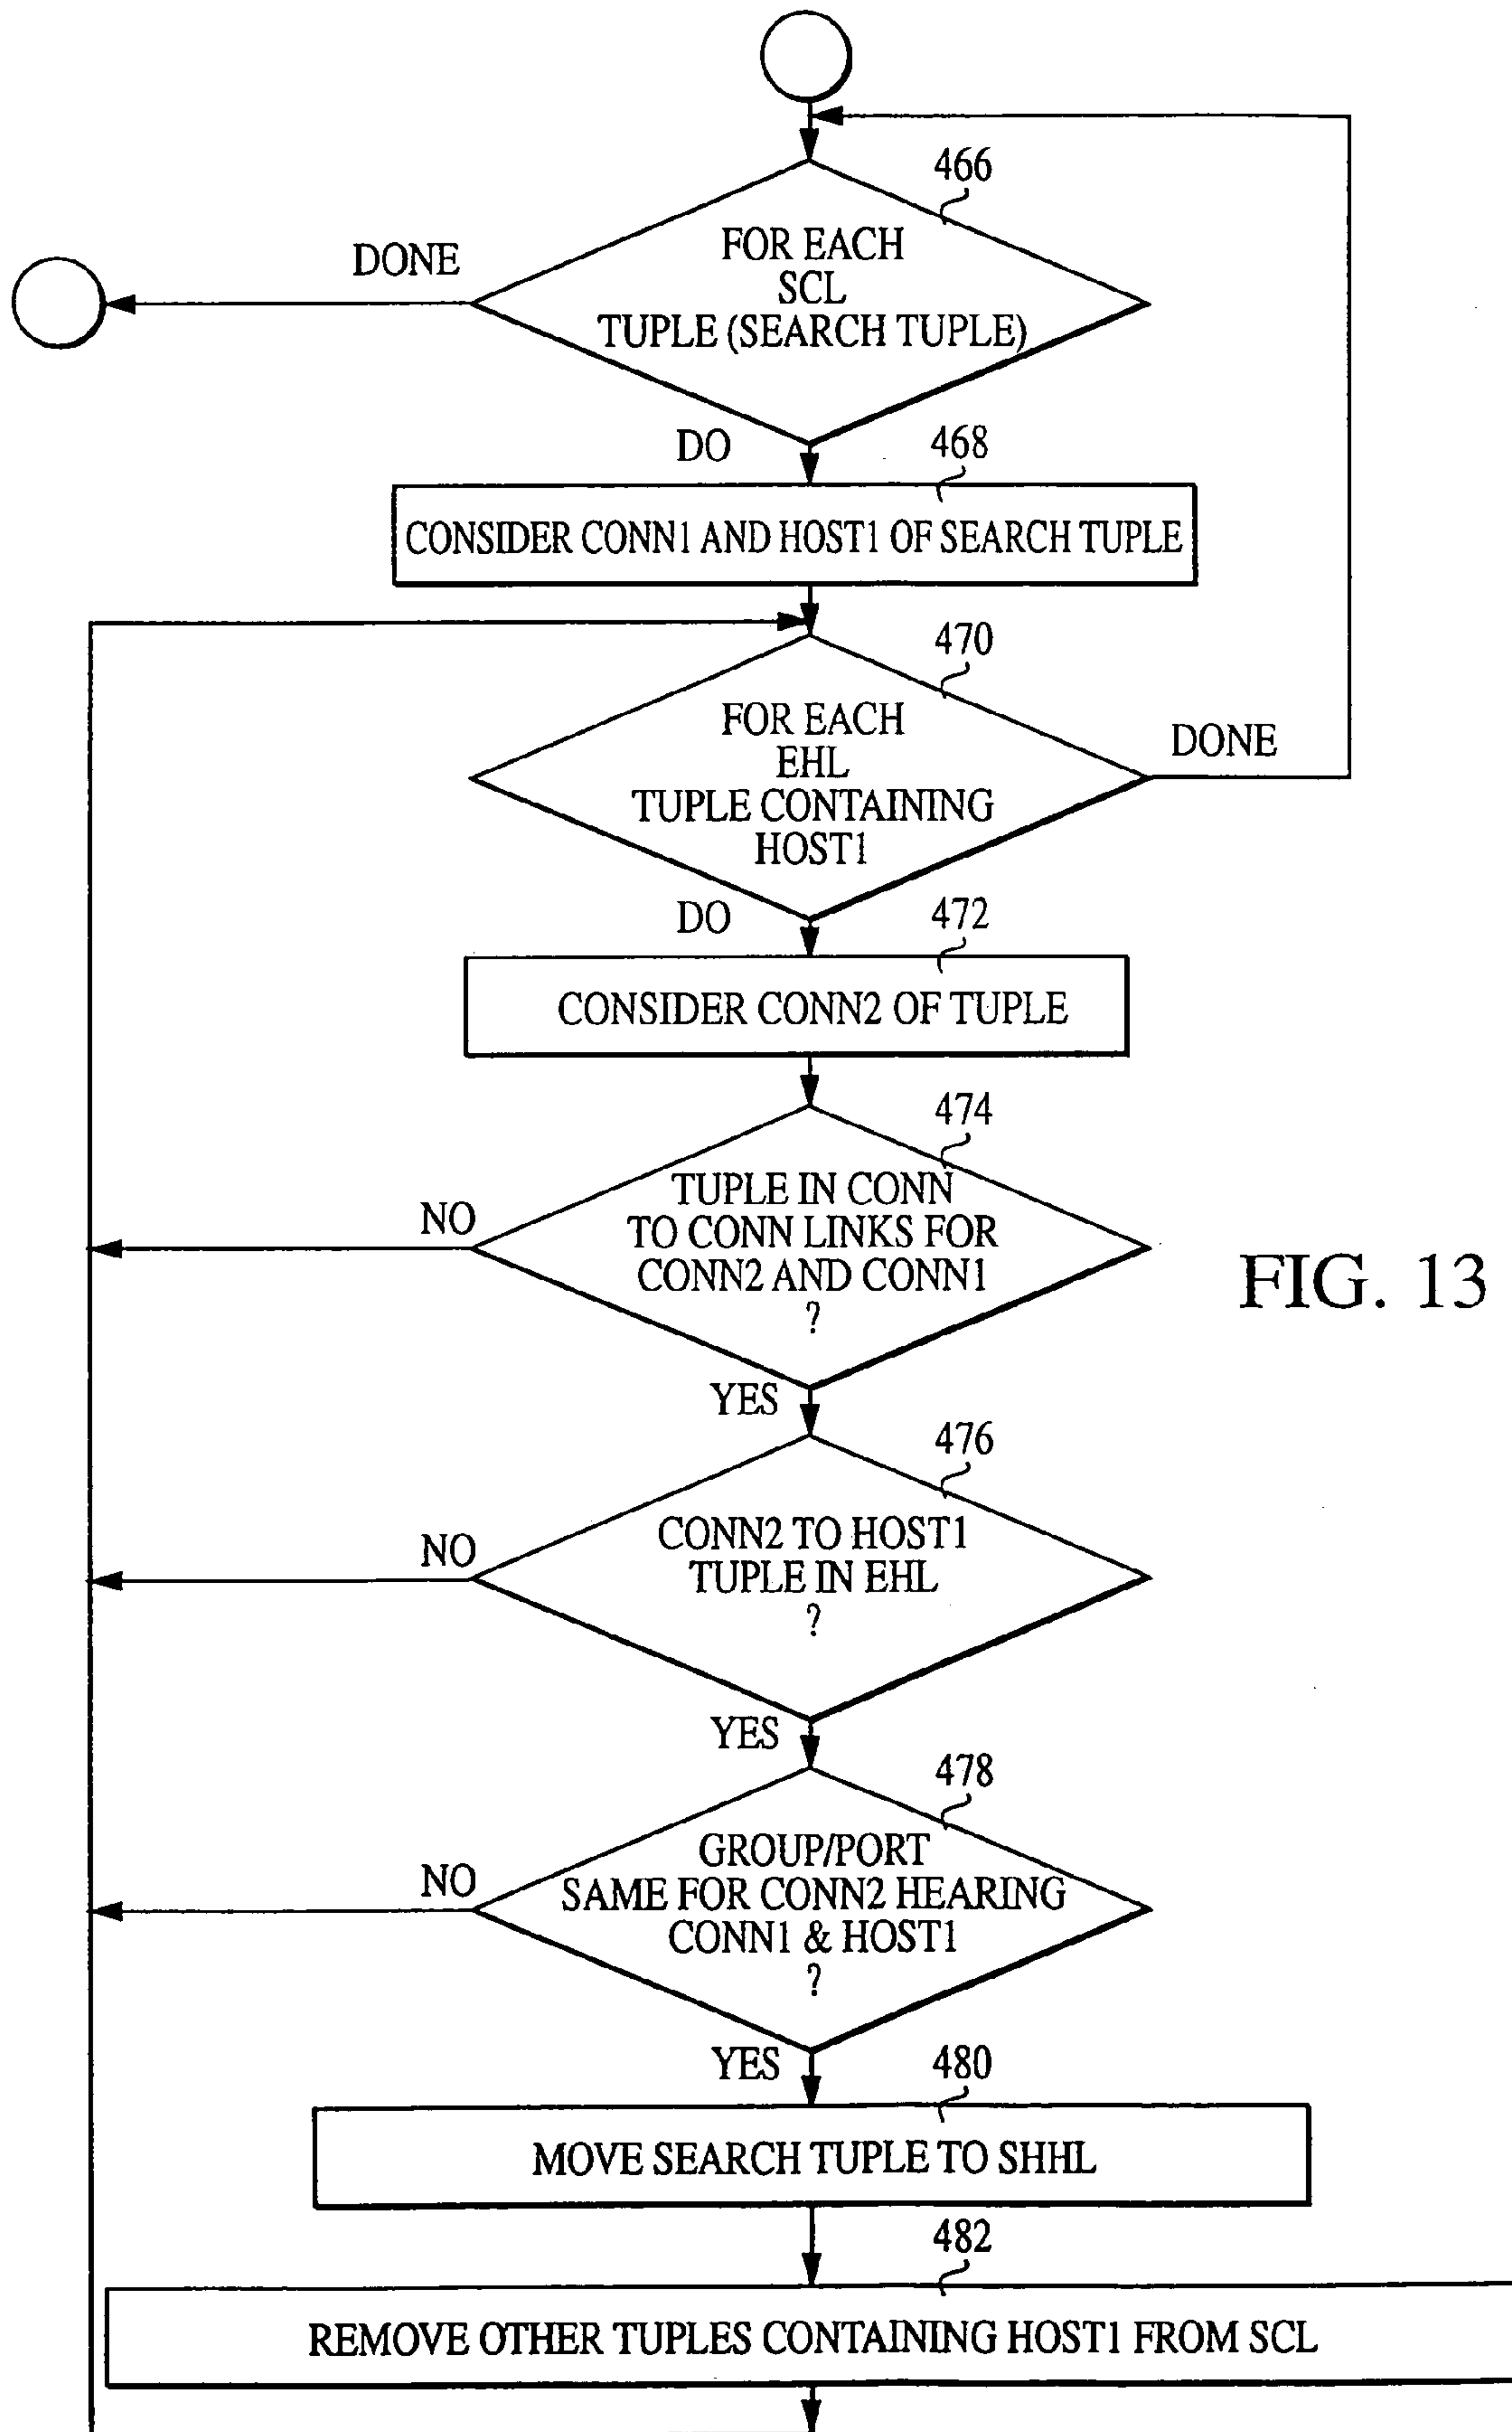 466
FOR EACH
SCL
TUPLE (SEARCH TUPLE)
DONE
DO
468
CONSIDER CONN1 AND HOST1 OF SEARCH TUPLE
470
FOR EACH
EHL
TUPLE CONTAINING
HOST1
DONE
DO
472
CONSIDER CONN2 OF TUPLE
474
TUPLE IN CONN
TO CONN LINKS FOR
CONN2 AND CONN1
?
NO
FIG. 13
YES
476
CONN2 TO HOST1
TUPLE IN EHL
?
NO
YES
478
GROUP/PORT
SAME FOR CONN2 HEARING
CONN1 & HOST1
?
NO
YES
480
MOVE SEARCH TUPLE TO SHHL
482
REMOVE OTHER TUPLES CONTAINING HOST1 FROM SCL